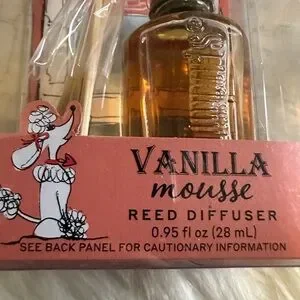 VANILLA
mousse
REED DIFFUSER
0.95 fl oz (28 mL)
SEE BACK PANEL FOR CAUTIONARY INFORMATION